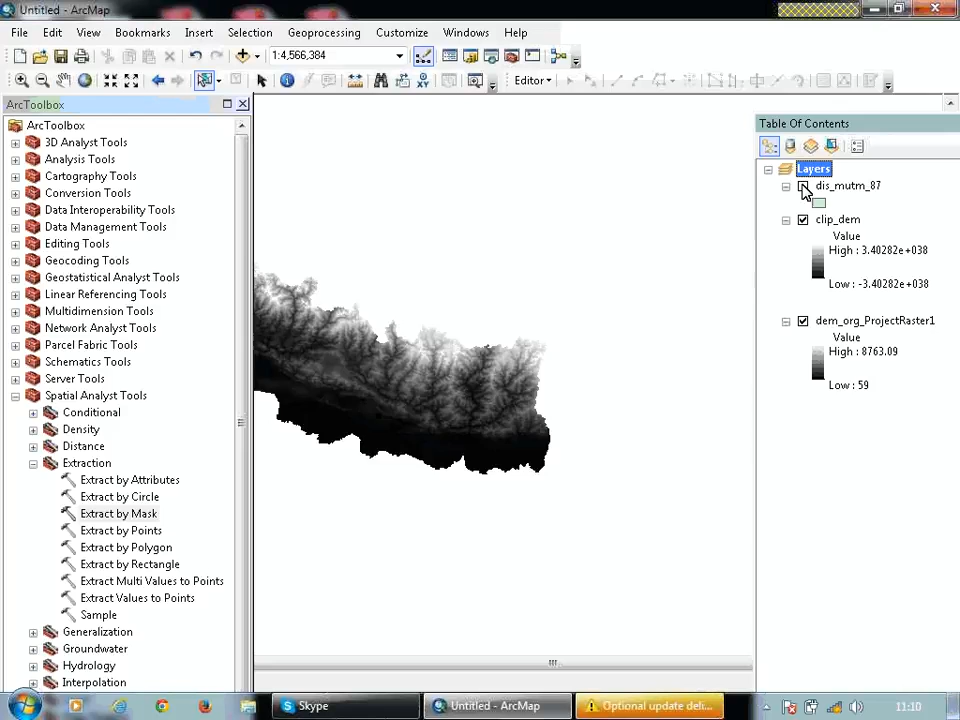 Untitled - ArcMap
File Edit View Bookmarks Insert Selection Geoprocessing Customize Windows Help
1:4,566,384
Editor
ArcToolbox
ArcToolbox
3D Analyst Tools
Analysis Tools
Cartography Tools
Conversion Tools
Data Interoperability Tools
Data Management Tools
Editing Tools
Geocoding Tools
Geostatistical Analyst Tools
Linear Referencing Tools
Multidimension Tools
Network Analyst Tools
Parcel Fabric Tools
Schematics Tools
Server Tools
Spatial Analyst Tools
Conditional
Density
Distance
Extraction
Extract by Attributes
Extract by Circle
Extract by Mask
Extract by Points
Extract by Polygon
Extract by Rectangle
Extract Multi Values to Points
Extract Values to Points
Sample
Generalization
Groundwater
Hydrology
Interpolation
Table Of Contents
Layers
dis_mutm_87
clip_dem
Value
High : 3.40282e+038
Low : -3.40282e+038
dem_org_ProjectRaster1
Value
High : 8763.09
Low : 59
Skype
Untitled - ArcMap
Optional update deli...
11:10